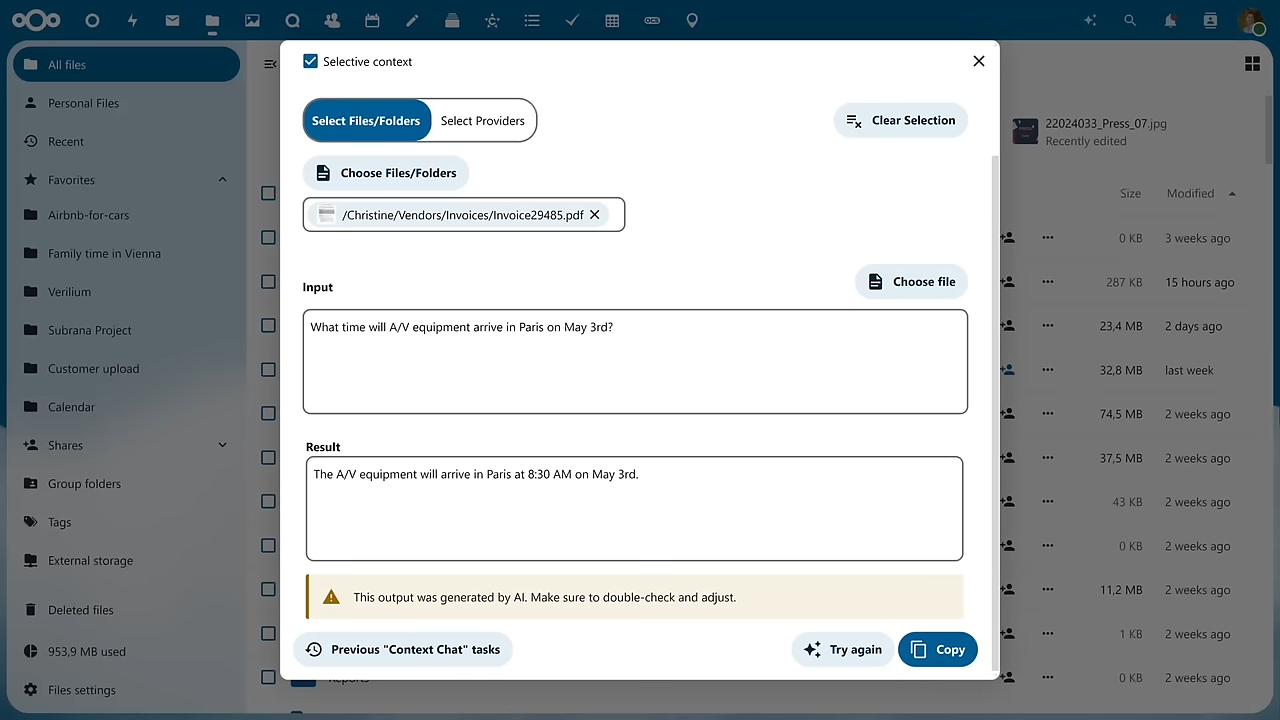 All files
Personal Files
Recent
Favorites
Airbnb-for-cars
Family time in Vienna
Verilium
Subrana Project
Customer upload
Calendar
Shares
Group folders
Tags
External storage
Deleted files
953,9 MB used
Files settings
Selective context
Select Files/Folders Select Providers
Clear Selection
Choose Files/Folders
/Christine/Vendors/Invoices/Invoice29485.pdf
Input
Choose file
What time will A/V equipment arrive in Paris on May 3rd?
Result
The A/V equipment will arrive in Paris at 8:30 AM on May 3rd.
This output was generated by AI. Make sure to double-check and adjust.
Previous "Context Chat" tasks
Try again
Copy
Reports
22024033_Press_07.jpg
Recently edited
Size Modified
0 KB 3 weeks ago
287 KB 15 hours ago
23,4 MB 2 days ago
32,8 MB last week
74,5 MB 2 weeks ago
37,5 MB 2 weeks ago
43 KB 2 weeks ago
0 KB 2 weeks ago
11,2 MB 2 weeks ago
1 KB 2 weeks ago
0 KB 2 weeks ago